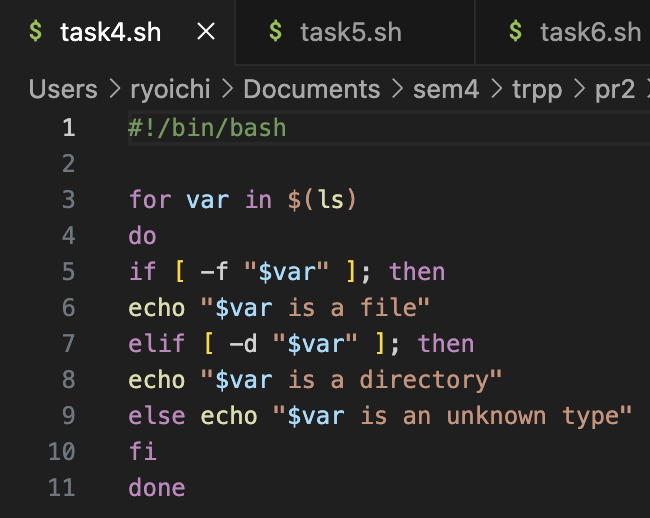 $ task4.sh × $ task5.sh $ task6.sh
Users > ryoichi > Documents > sem4 > trpp > pr2 >
1 #!/bin/bash
2
3 for var in $(ls)
4 do
5 if [ -f "$var" ]; then
6 echo "$var is a file"
7 elif [ -d "$var" ]; then
8 echo "$var is a directory"
9 else echo "$var is an unknown type"
10 fi
11 done